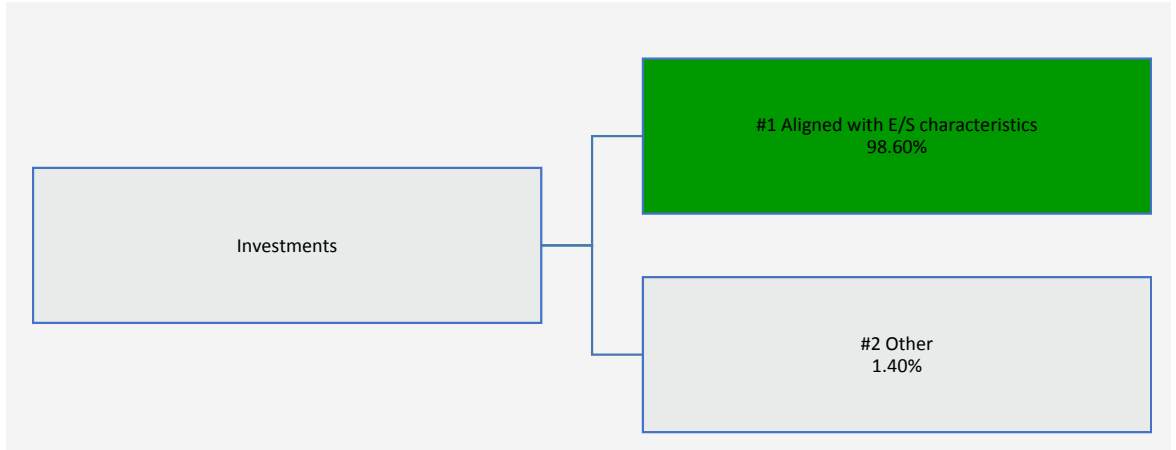 Investments
#1 Aligned with E/S characteristics
98.60%
#2 Other
1.40%